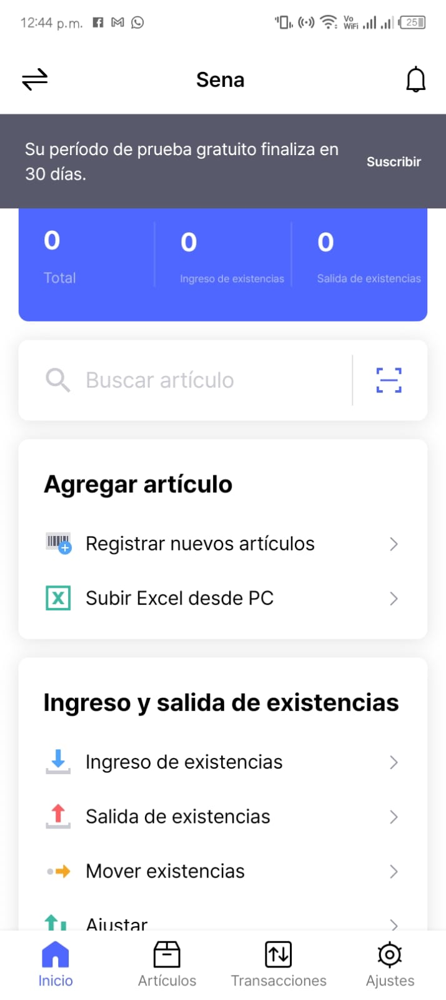 12:44 p.m.
Vo
WiFi
25
Sena
Su período de prueba gratuito finaliza en
30 días.
Suscribir
0
0
0
Total
Ingreso de existencias
Salida de existencias
Buscar artículo
Agregar artículo
Registrar nuevos artículos
X
Subir Excel desde PC
Ingreso y salida de existencias
Ingreso de existencias
Salida de existencias
Mover existencias
Ajustar
Inicio
Artículos
Transacciones
Ajustes